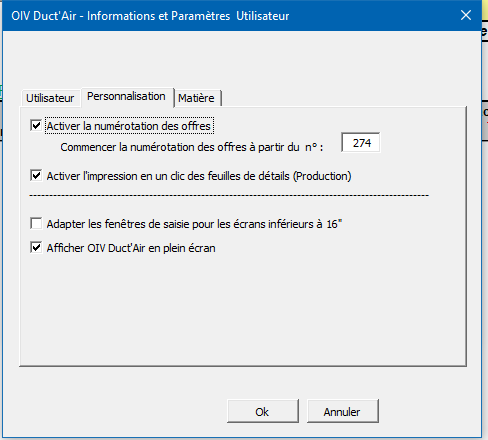 OIV Duct'Air - Informations et Paramètres Utilisateur
Utilisateur
Personnalisation
Matière
Activer la numérotation des offres
Commencer la numérotation des offres à partir du n° :
274
Activer l'impression en un clic des feuilles de détails (Production)
Adapter les fenêtres de saisie pour les écrans inférieurs à 16"
Afficher OIV Duct'Air en plein écran
Ok
Annuler